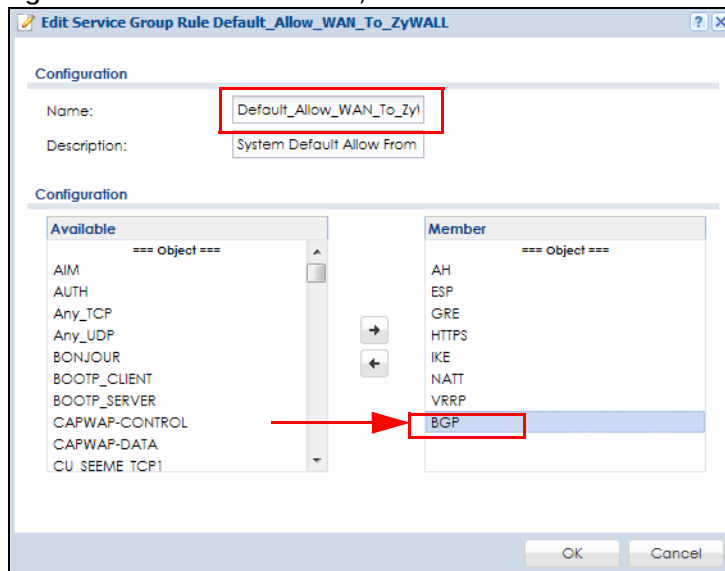 Edit Service Group Rule Default_Allow_WAN_To_ZyWALL
Configuration
Name: Default_Allow_WAN_To_Zy
Description: System Default Allow From
Configuration
Available
=== Object ===
AIM
AUTH
Any_TCP
Any_UDP
BONJOUR
BOOTP_CLIENT
BOOTP_SERVER
CAPWAP-CONTROL
CAPWAP-DATA
CU_SEEME_TCP1
Member
=== Object ===
AH
ESP
GRE
HTTPS
IKE
NATT
VRRP
BGP
OK Cancel